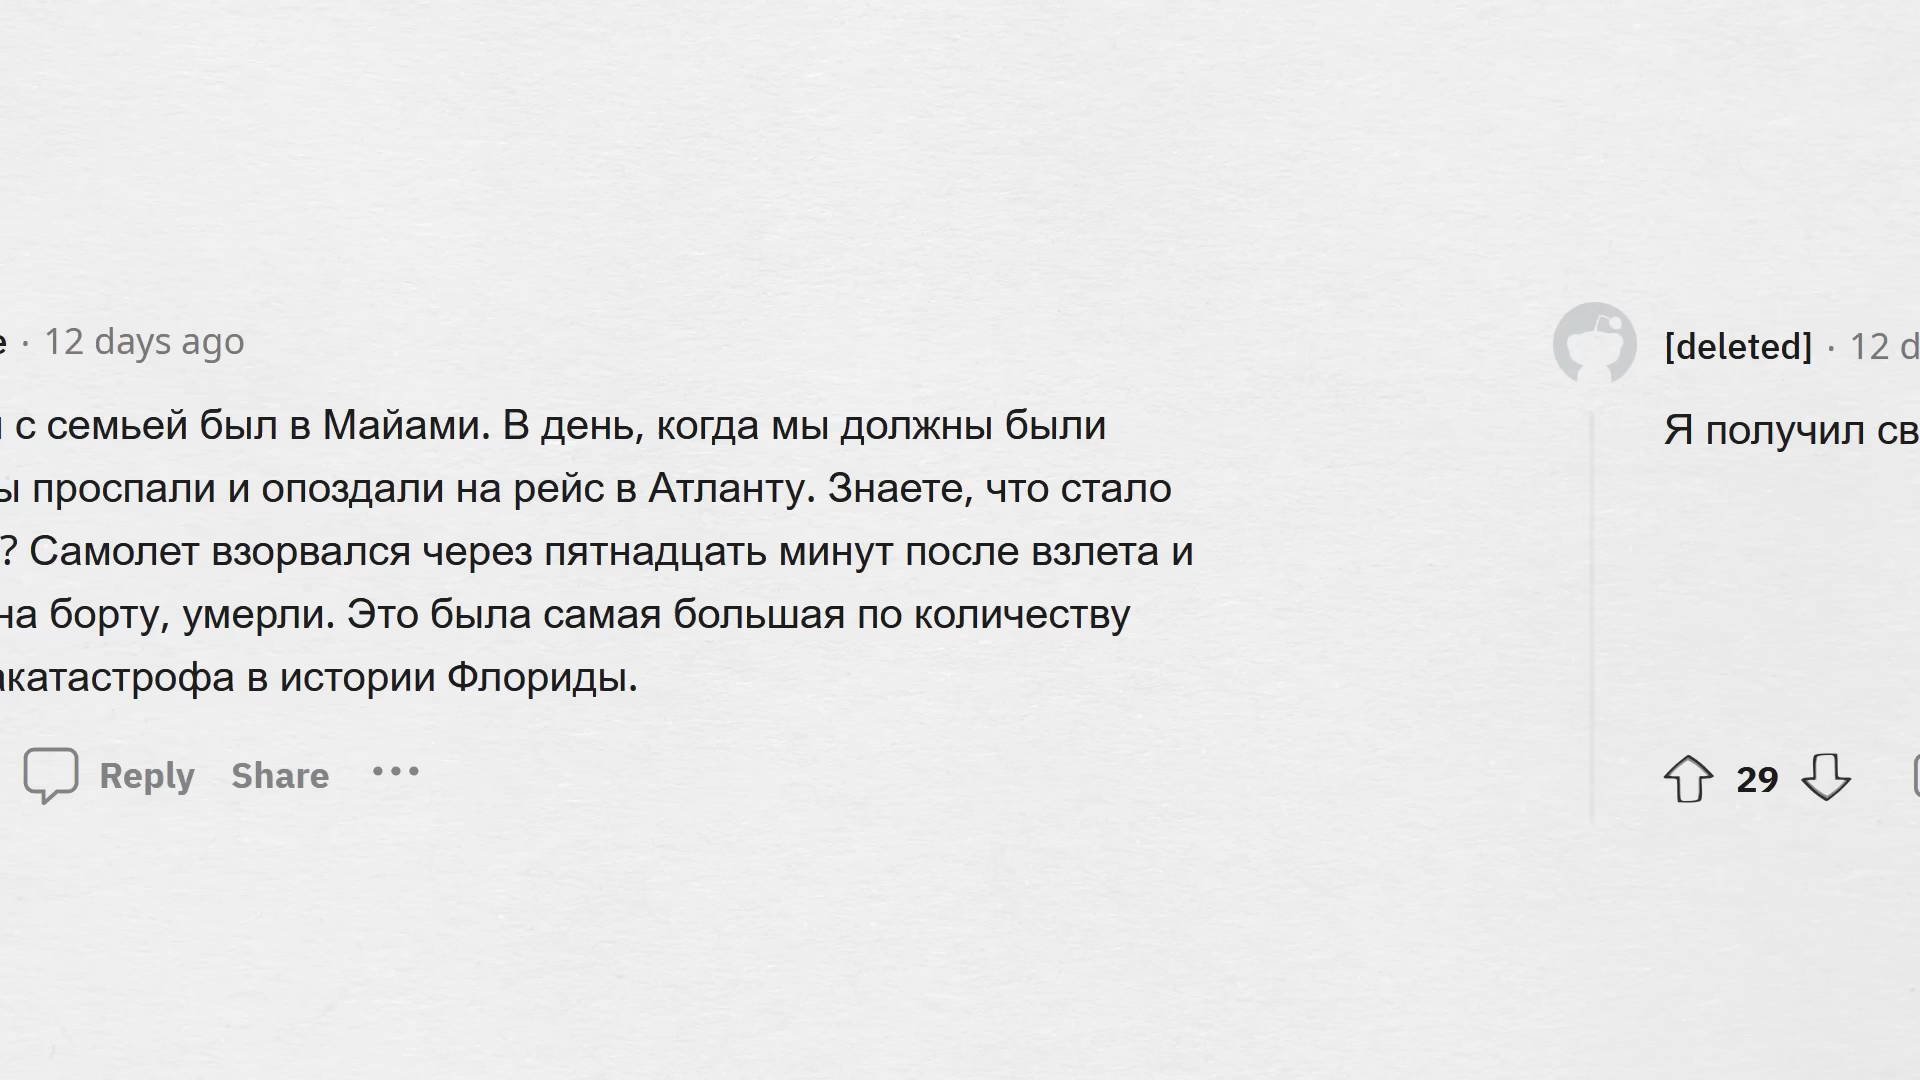 · 12 days ago
с семьей был в Майами. В день, когда мы должны были
проспали и опоздали на рейс в Атланту. Знаете, что стало
? Самолет взорвался через пятнадцать минут после взлета и
на борту, умерли. Это была самая большая по количеству
акатастрофа в истории Флориды.
Reply Share
[deleted] · 12 d
Я получил св
29